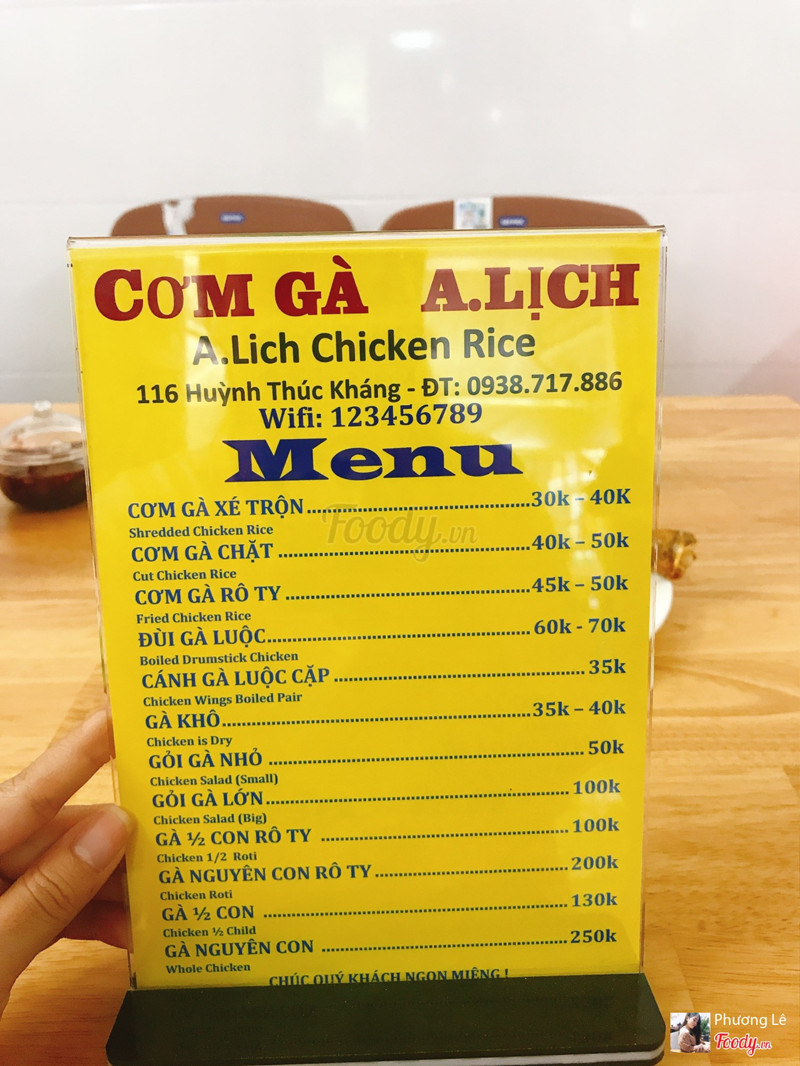 CƠM GÀ A.LỊCH
A.Lich Chicken Rice
116 Huỳnh Thúc Kháng - ĐT: 0938.717.886
Wifi: 123456789
Menu
CƠM GÀ XÉ TRỘN.....................................30k – 40K
Shredded Chicken Rice
CƠM GÀ CHẶT .........................................40k – 50k
Cut Chicken Rice
CƠM GÀ RÔ TY ........................................45k – 50k
Fried Chicken Rice
ĐÙI GÀ LUỘC...........................................60k - 70k
Boiled Drumstick Chicken
CÁNH GÀ LUỘC CẶP ........................................35k
Chicken Wings Boiled Pair
GÀ KHÔ..................................................35k – 40k
Chicken is Dry
GỎI GÀ NHỎ ...................................................50k
Chicken Salad (Small)
GỎI GÀ LỚN..................................................100k
Chicken Salad (Big)
GÀ ½ CON RÔ TY ........................................100k
Chicken 1/2 Roti
GÀ NGUYÊN CON RÔ TY................................200k
Chicken Roti
GÀ ½ CON ..................................................130k
Chicken ½ Child
GÀ NGUYÊN CON ........................................250k
Whole Chicken
CHÚC QUÝ KHÁCH NGON MIỆNG !
Foody.vn
Phương Lê
Foody.vn